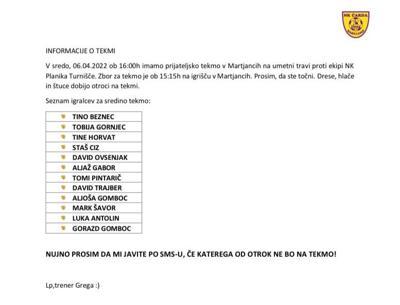 NK ČARDA
INFORMACIJE O TEKMI
V sredo, 06.04.2022 ob 16:00h imamo prijateljsko tekmo v Martjancih na umetni travi proti ekipi NK
Planika Turnišče. Zbor za tekmo je ob 15:15h na igrišču v Martjancih. Prosim, da ste točni. Drese, hlače
in štuce dobijo otroci na tekmi.
Seznam igralcev za sredino tekmo:
TINO BEZNEC
TOBIJA GORNJEC
TINE HORVAT
STAŠ CIZ
DAVID OVSENJAK
ALJAŽ GABOR
TOMI PINTARIČ
DAVID TRAJBER
ALJOŠA GOMBOC
MARK ŠAVOR
LUKA ANTOLIN
GORAZD GOMBOC
NUJNO PROSIM DA MI JAVITE PO SMS-U, ČE KATEREGA OD OTROK NE BO NA TEKMO!
Lp,trener Grega :)